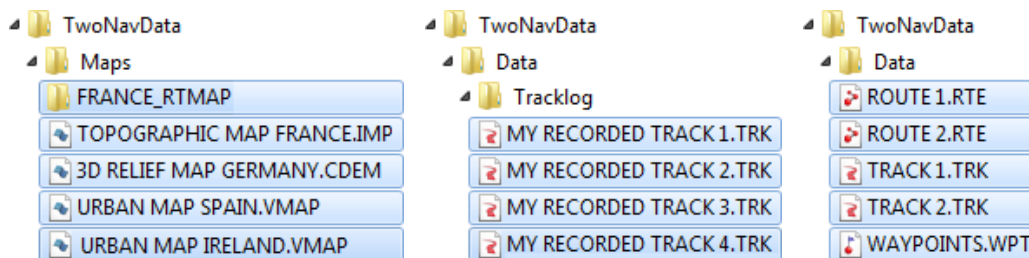 TwoNavData
Maps
FRANCE_RTMAP
TOPOGRAPHIC MAP FRANCE.IMP
3D RELIEF MAP GERMANY.CDEM
URBAN MAP SPAIN.VMAP
URBAN MAP IRELAND.VMAP
TwoNavData
Data
Tracklog
MY RECORDED TRACK 1.TRK
MY RECORDED TRACK 2.TRK
MY RECORDED TRACK 3.TRK
MY RECORDED TRACK 4.TRK
TwoNavData
Data
ROUTE 1.RTE
ROUTE 2.RTE
TRACK 1.TRK
TRACK 2.TRK
WAYPOINTS.WPT